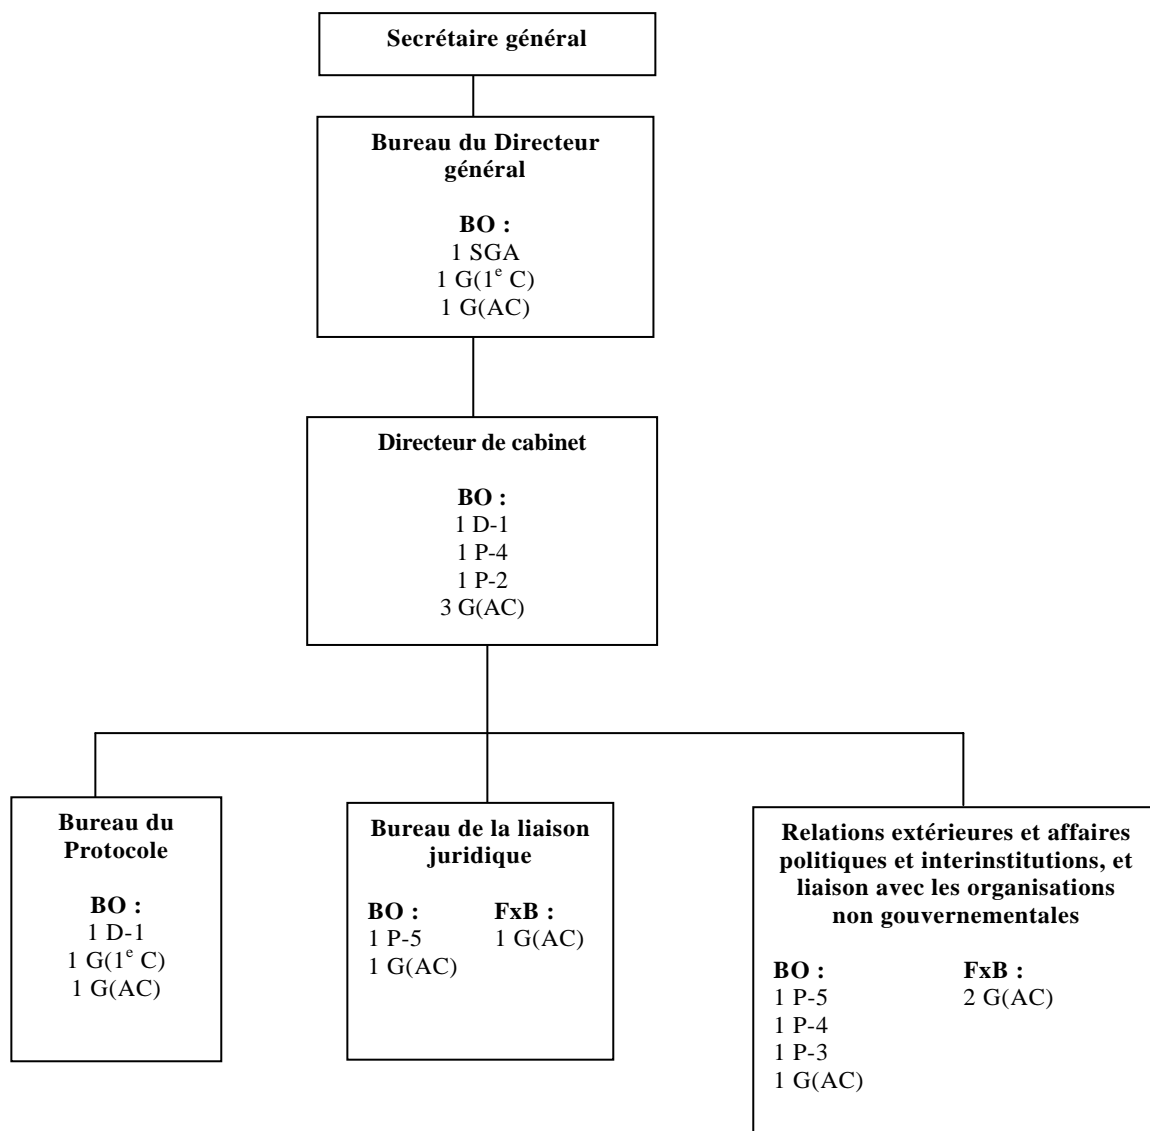 Secrétaire général
Bureau du Directeur
général
BO :
1 SGA
1 G(1e C)
1 G(AC)
Directeur de cabinet
BO :
1 D-1
1 P-4
1 P-2
3 G(AC)
Bureau du
Protocole
BO :
1 D-1
1 G(1e C)
1 G(AC)
Bureau de la liaison
juridique
BO :
1 P-5
1 G(AC)
FxB :
1 G(AC)
Relations extérieures et affaires
politiques et interinstitutions, et
liaison avec les organisations
non gouvernementales
BO :
1 P-5
1 P-4
1 P-3
1 G(AC)
FxB :
2 G(AC)